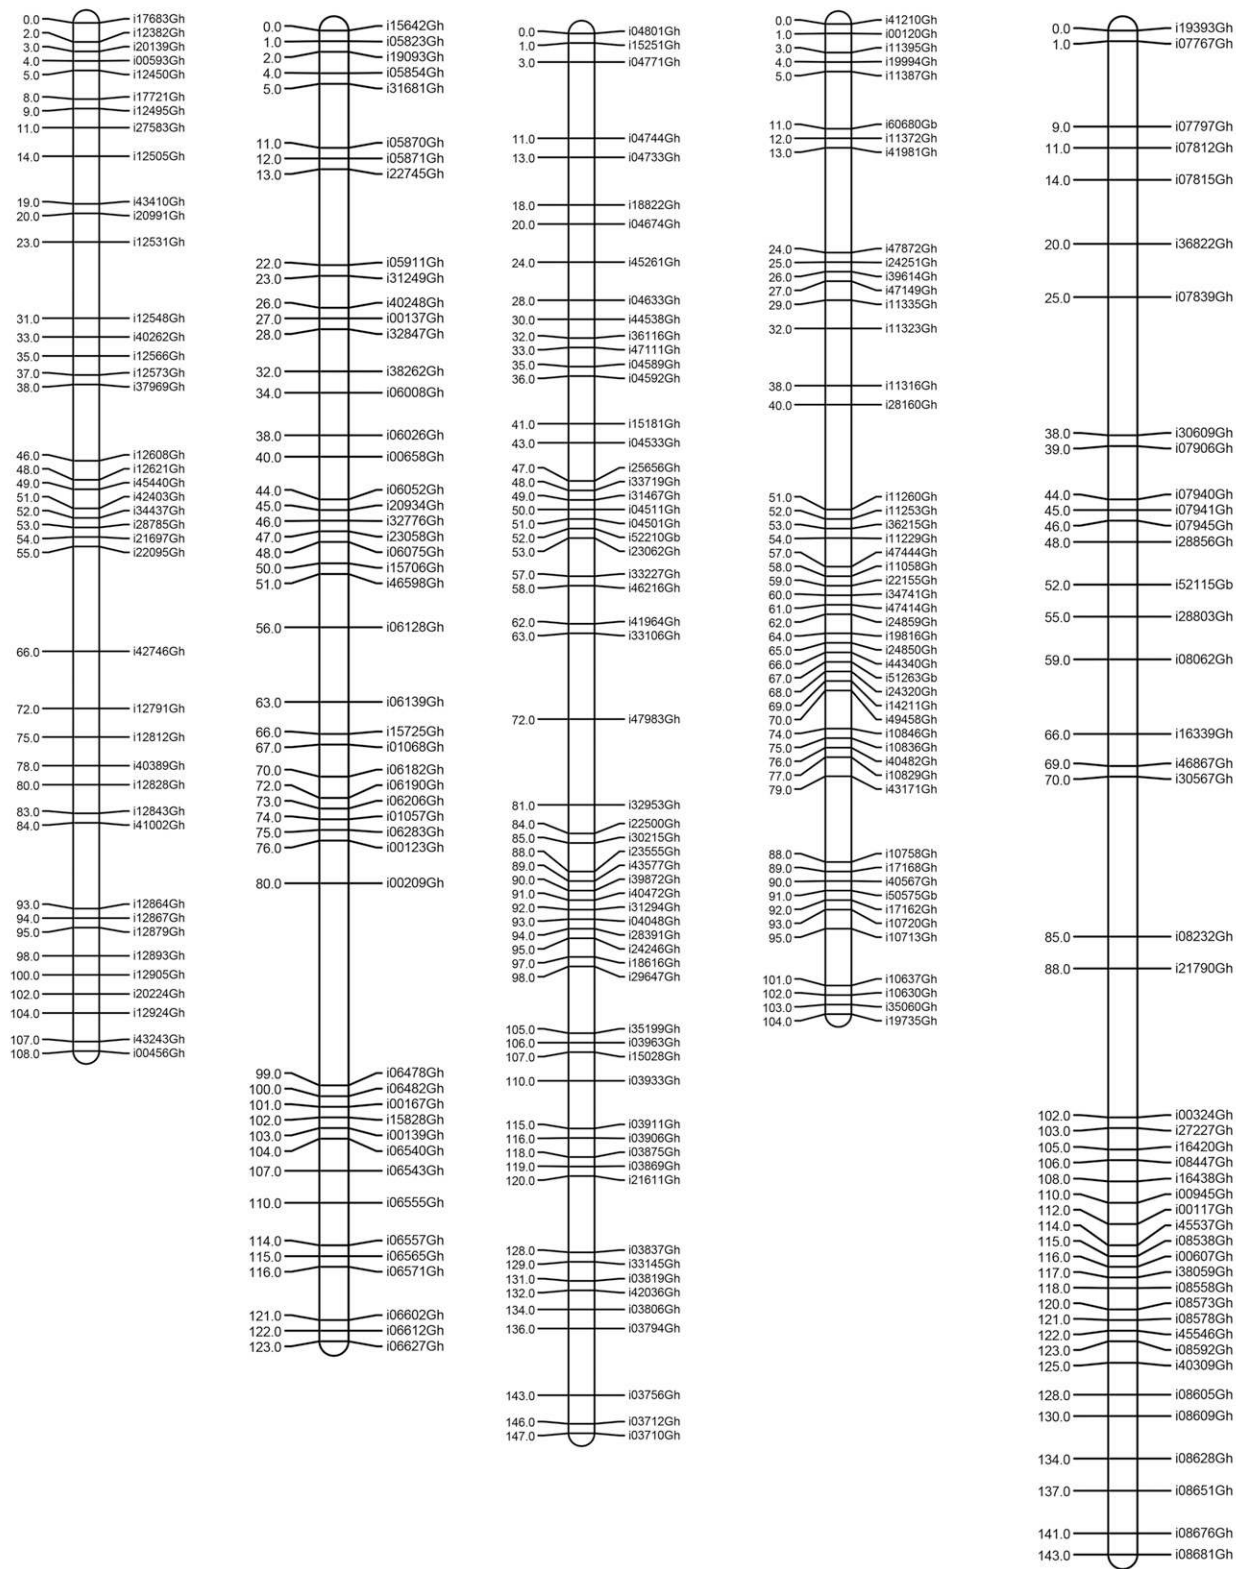 0.0 i17683Gh
2.0 i12382Gh
3.0 i20139Gh
4.0 i00593Gh
5.0 i12450Gh
8.0 i17721Gh
9.0 i12495Gh
11.0 i27583Gh
14.0 i12505Gh
19.0 i43410Gh
20.0 i20991Gh
23.0 i12531Gh
31.0 i12548Gh
33.0 i40262Gh
35.0 i12566Gh
37.0 i12573Gh
38.0 i37969Gh
46.0 i12608Gh
48.0 i12621Gh
49.0 i45440Gh
51.0 i42403Gh
52.0 i34437Gh
53.0 i28785Gh
54.0 i21697Gh
55.0 i22095Gh
66.0 i42746Gh
72.0 i12791Gh
75.0 i12812Gh
78.0 i40389Gh
80.0 i12828Gh
83.0 i12843Gh
84.0 i41002Gh
93.0 i12864Gh
94.0 i12867Gh
95.0 i12879Gh
98.0 i12893Gh
100.0 i12905Gh
102.0 i20224Gh
104.0 i12924Gh
107.0 i43243Gh
108.0 i00456Gh
0.0 i15642Gh
1.0 i05823Gh
2.0 i19093Gh
4.0 i05854Gh
5.0 i31681Gh
11.0 i05870Gh
12.0 i05871Gh
13.0 i22745Gh
22.0 i05911Gh
23.0 i31249Gh
26.0 i40248Gh
27.0 i00137Gh
28.0 i32847Gh
32.0 i38262Gh
34.0 i06008Gh
38.0 i06026Gh
40.0 i00658Gh
44.0 i06052Gh
45.0 i20934Gh
46.0 i32776Gh
47.0 i23058Gh
48.0 i06075Gh
50.0 i15706Gh
51.0 i46598Gh
56.0 i06128Gh
63.0 i06139Gh
66.0 i15725Gh
67.0 i01068Gh
70.0 i06182Gh
72.0 i06190Gh
73.0 i06206Gh
74.0 i01057Gh
75.0 i06283Gh
76.0 i00123Gh
80.0 i00209Gh
99.0 i06478Gh
100.0 i06482Gh
101.0 i00167Gh
102.0 i15828Gh
103.0 i00139Gh
104.0 i06540Gh
107.0 i06543Gh
110.0 i06555Gh
114.0 i06557Gh
115.0 i06565Gh
116.0 i06571Gh
121.0 i06602Gh
122.0 i06612Gh
123.0 i06627Gh
0.0 i04801Gh
1.0 i15251Gh
3.0 i04771Gh
11.0 i04744Gh
13.0 i04733Gh
18.0 i18822Gh
20.0 i04674Gh
24.0 i45261Gh
28.0 i04633Gh
30.0 i44538Gh
32.0 i36116Gh
33.0 i47111Gh
35.0 i04589Gh
36.0 i04592Gh
41.0 i15181Gh
43.0 i04533Gh
47.0 i25656Gh
48.0 i33719Gh
49.0 i31467Gh
50.0 i04511Gh
51.0 i04501Gh
52.0 i52210Gb
53.0 i23062Gh
57.0 i33227Gh
58.0 i46216Gh
62.0 i41964Gh
63.0 i33106Gh
72.0 i47983Gh
81.0 i32953Gh
84.0 i22500Gh
85.0 i30215Gh
88.0 i23555Gh
89.0 i43577Gh
90.0 i39872Gh
91.0 i40472Gh
92.0 i31294Gh
93.0 i04048Gh
94.0 i28391Gh
95.0 i24246Gh
97.0 i18616Gh
98.0 i29647Gh
105.0 i35199Gh
106.0 i03963Gh
107.0 i15028Gh
110.0 i03933Gh
115.0 i03911Gh
116.0 i03906Gh
118.0 i03875Gh
119.0 i03869Gh
120.0 i21611Gh
128.0 i03837Gh
129.0 i33145Gh
131.0 i03819Gh
132.0 i42036Gh
134.0 i03806Gh
136.0 i03794Gh
143.0 i03756Gh
146.0 i03712Gh
147.0 i03710Gh
0.0 i41210Gh
1.0 i00120Gh
3.0 i11395Gh
4.0 i19994Gh
5.0 i11387Gh
11.0 i60680Gb
12.0 i11372Gh
13.0 i41981Gh
24.0 i47872Gh
25.0 i24251Gh
26.0 i39614Gh
27.0 i47149Gh
29.0 i11335Gh
32.0 i11323Gh
38.0 i11316Gh
40.0 i28160Gh
51.0 i11260Gh
52.0 i11253Gh
53.0 i36215Gh
54.0 i11229Gh
57.0 i47444Gh
58.0 i11058Gh
59.0 i22155Gh
60.0 i34741Gh
61.0 i47414Gh
62.0 i24859Gh
64.0 i19816Gh
65.0 i24850Gh
66.0 i44340Gh
67.0 i51263Gb
68.0 i24320Gh
69.0 i14211Gh
70.0 i49458Gh
74.0 i10846Gh
75.0 i10836Gh
76.0 i40482Gh
77.0 i10829Gh
79.0 i43171Gh
88.0 i10758Gh
89.0 i17168Gh
90.0 i40567Gh
91.0 i50575Gb
92.0 i17162Gh
93.0 i10720Gh
95.0 i10713Gh
101.0 i10637Gh
102.0 i10630Gh
103.0 i35060Gh
104.0 i19735Gh
0.0 i19393Gh
1.0 i07767Gh
9.0 i07797Gh
11.0 i07812Gh
14.0 i07815Gh
20.0 i36822Gh
25.0 i07839Gh
38.0 i30609Gh
39.0 i07906Gh
44.0 i07940Gh
45.0 i07941Gh
46.0 i07945Gh
48.0 i28856Gh
52.0 i52115Gb
55.0 i28803Gh
59.0 i08062Gh
66.0 i16339Gh
69.0 i46867Gh
70.0 i30567Gh
85.0 i08232Gh
88.0 i21790Gh
102.0 i00324Gh
103.0 i27227Gh
105.0 i16420Gh
106.0 i08447Gh
108.0 i16438Gh
110.0 i00945Gh
112.0 i00117Gh
114.0 i45537Gh
115.0 i08538Gh
116.0 i00607Gh
117.0 i38059Gh
118.0 i08558Gh
120.0 i08573Gh
121.0 i08578Gh
122.0 i45546Gh
123.0 i08592Gh
125.0 i40309Gh
128.0 i08605Gh
130.0 i08609Gh
134.0 i08628Gh
137.0 i08651Gh
141.0 i08676Gh
143.0 i08681Gh